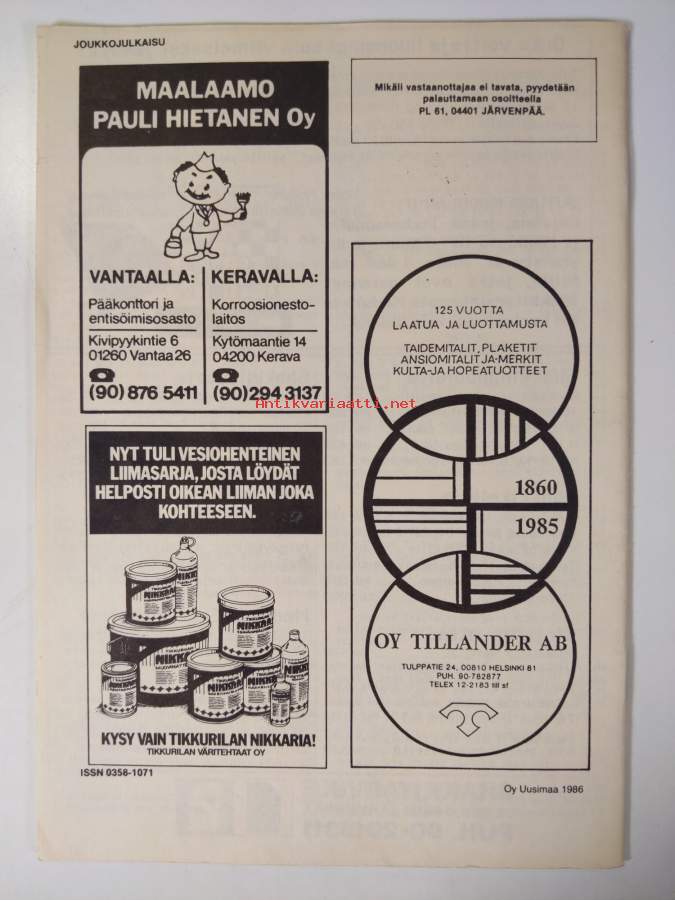 JOUKKOJULKAISU
MAALAAMO
PAULI HIETANEN Oy
VANTAALLA:
Pääkonttori ja
entisöimisosasto
Kivipyykintie 6
01260 Vantaa 26
(90) 876 5411
KERAVALLA:
Korroosionesto-
laitos
Kytömaantie 14
04200 Kerava
(90) 294 3137
Mikäli vastaanottajaa ei tavata, pyydetään
palauttamaan osoitteella
PL 61, 04401 JÄRVENPÄÄ.
125 VUOTTA
LAATUA JA LUOTTAMUSTA
TAIDEMITALIT, PLAKETIT
ANSIOMITALIT JA-MERKIT
KULTA-JA HOPEATUOTTEET
1860
1985
OY TILLANDER AB
TULPPATIE 24, 00810 HELSINKI 81
PUH. 90-782877
TELEX 12-2183 till sf
Antikvariaatti.net
NYT TULI VESIOHENTEINEN
LIIMASARJA, JOSTA LÖYDÄT
HELPOSTI OIKEAN LIIMAN JOKA
KOHTEESEEN.
NIKKARI
NIKKARI
NIKKARI
NIKKARI
NIKKARI
KYSY VAIN TIKKURILAN NIKKARIA!
TIKKURILAN VÄRITEHTAAT OY
ISSN 0358-1071
Oy Uusimaa 1986